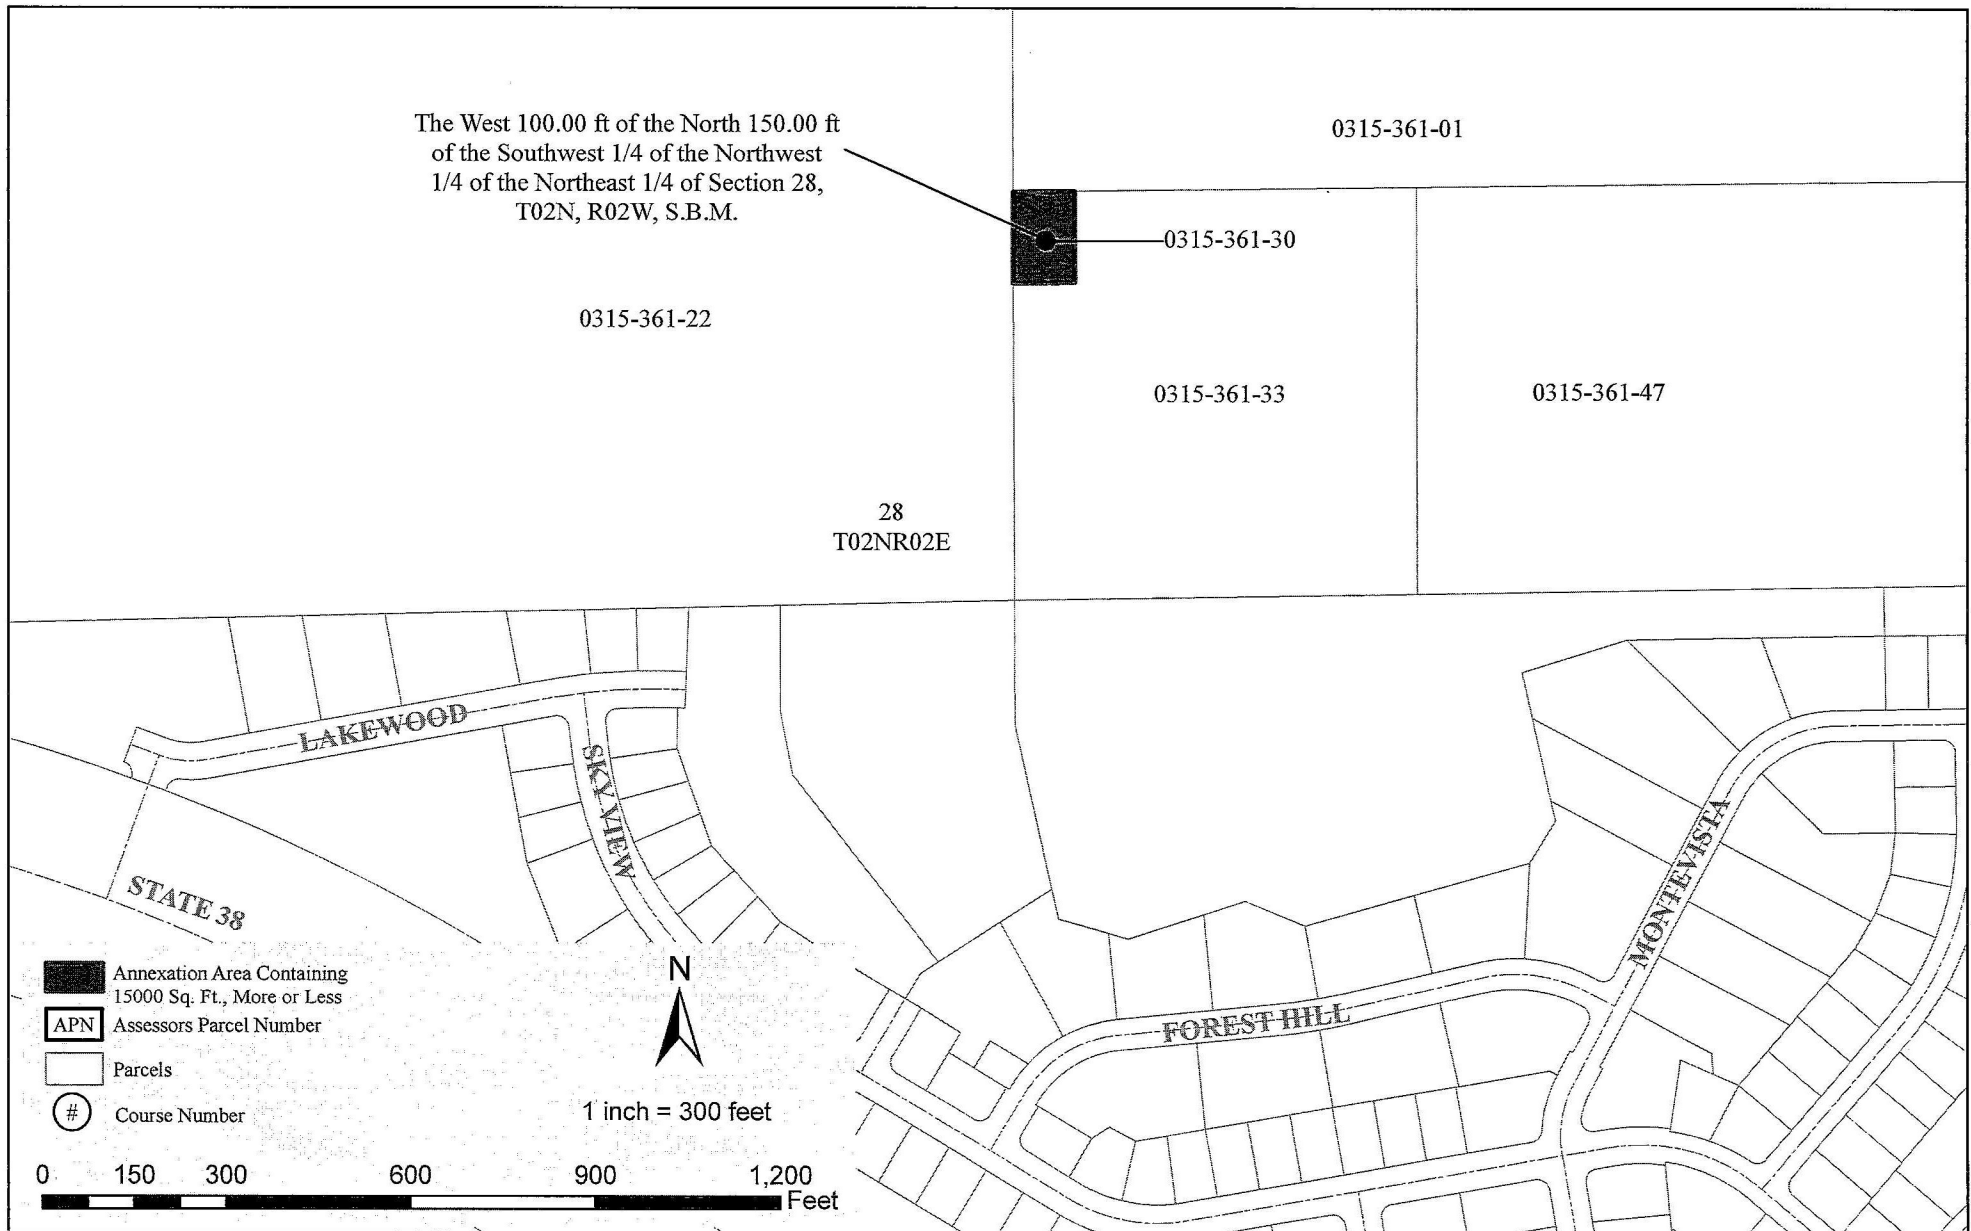 The West 100.00 ft of the North 150.00 ft
of the Southwest 1/4 of the Northwest
1/4 of the Northeast 1/4 of Section 28,
T02N, R02W, S.B.M.
0315-361-01
0315-361-30
0315-361-22
0315-361-33
0315-361-47
28
T02NR02E
LAKEWOOD
SKY VIEW
MONTEVISTA
STATE 38
FOREST HILL
Annexation Area Containing
15000 Sq. Ft., More or Less
APN Assessors Parcel Number
Parcels
# Course Number
N
1 inch = 300 feet
0 150 300 600 900 1,200
Feet